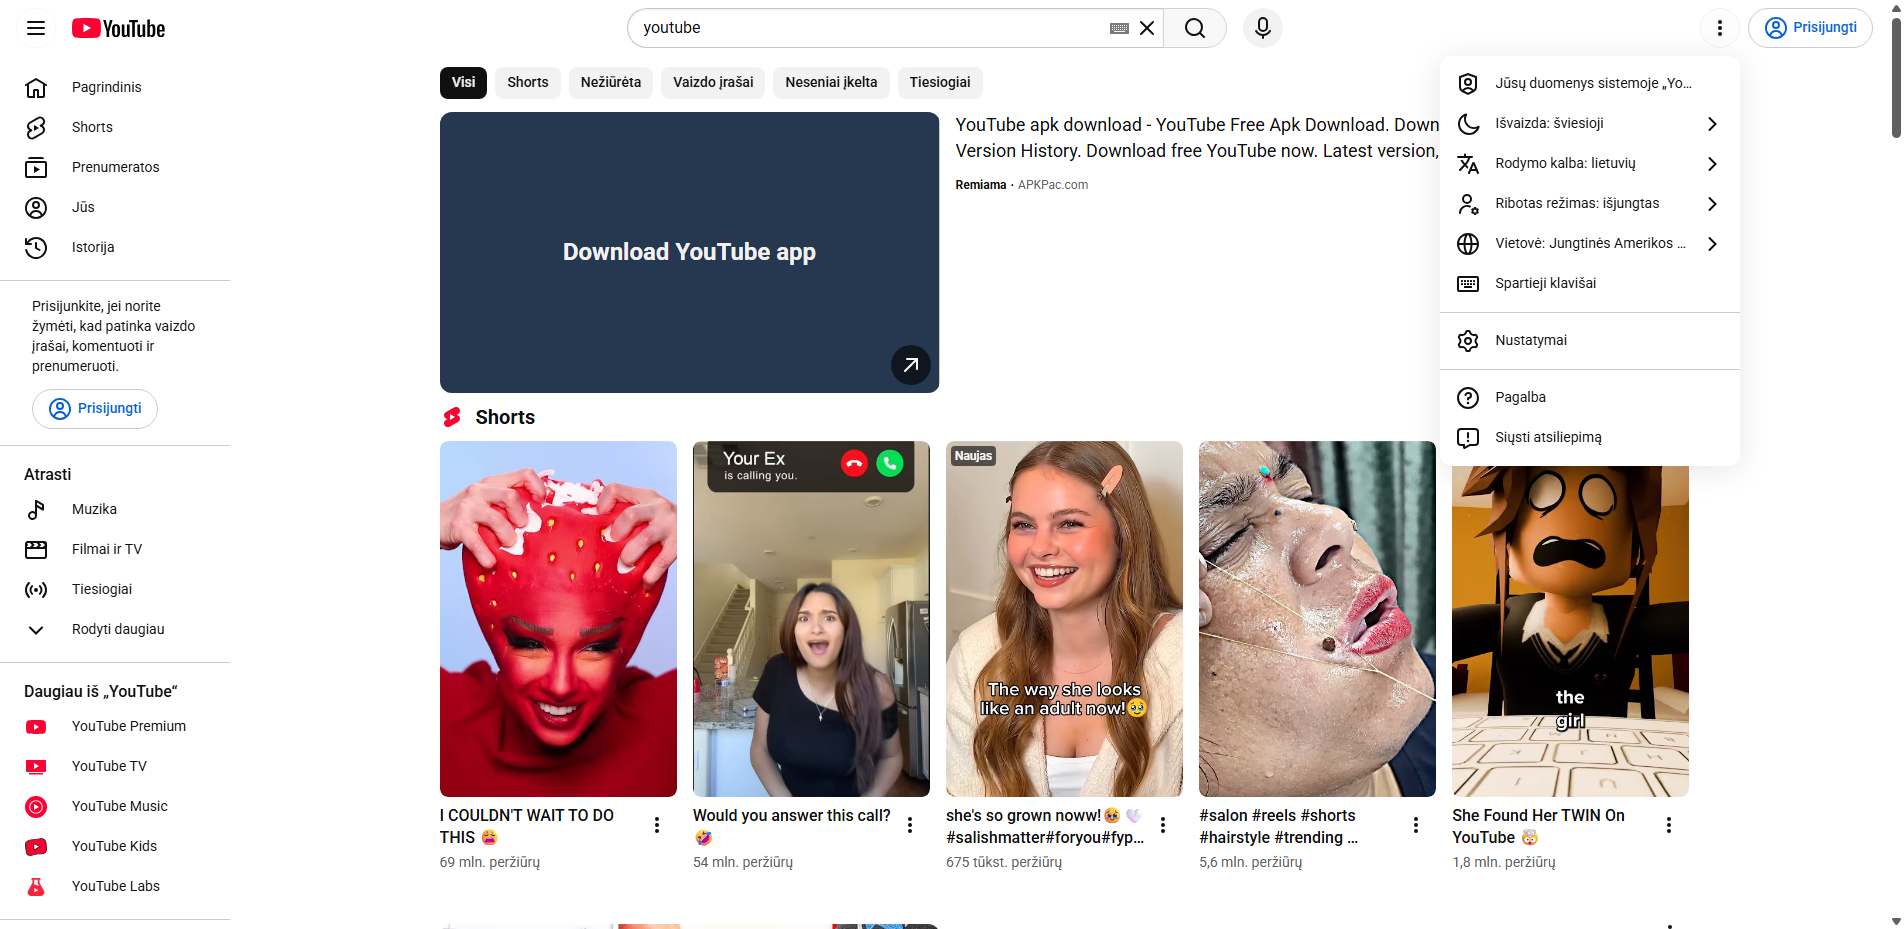 YouTube
youtube
Prisijungti
Pagrindinis
Shorts
Prenumeratos
Jūs
Istorija
Prisijunkite, jei norite
žymėti, kad patinka vaizdo
įrašai, komentuoti ir
prenumeruoti.
Prisijungti
Atrasti
Muzika
Filmai ir TV
Tiesiogiai
Rodyti daugiau
Daugiau iš „YouTube“
YouTube Premium
YouTube TV
YouTube Music
YouTube Kids
YouTube Labs
Visi
Shorts
Nežiūrėta
Vaizdo įrašai
Neseniai įkelta
Tiesiogiai
Download YouTube app
YouTube apk download - YouTube Free Apk Download. Down
Version History. Download free YouTube now. Latest version,
Remiama · APKPac.com
Jūsų duomenys sistemoje „Yo...
Išvaizda: šviesioji
Rodymo kalba: lietuvių
Ribotas režimas: išjungtas
Vietovė: Jungtinės Amerikos ...
Spartieji klavišai
Nustatymai
Pagalba
Siųsti atsiliepimą
Shorts
Your Ex
is calling you.
Naujas
The way she looks
like an adult now!🥹
the
girl
I COULDN'T WAIT TO DO
THIS 😩
69 mln. peržiūrų
Would you answer this call?
🤣
54 mln. peržiūrų
she's so grown noww!🥹🤍
#salishmatter#foryou#fyp...
675 tūkst. peržiūrų
#salon #reels #shorts
#hairstyle #trending ...
5,6 mln. peržiūrų
She Found Her TWIN On
YouTube 🤯
1,8 mln. peržiūrų